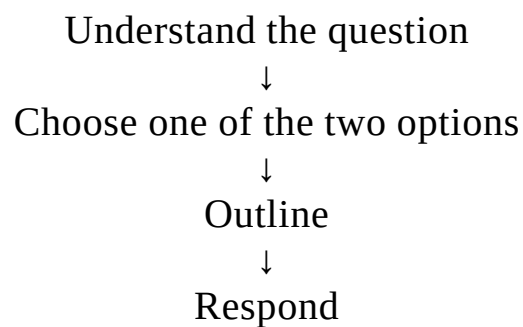 Understand the question
↓
Choose one of the two options
↓
Outline
↓
Respond